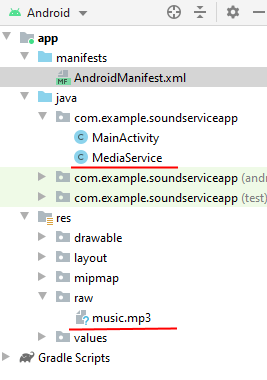 Android
app
manifests
AndroidManifest.xml
java
com.example.soundserviceapp
MainActivity
MediaService
com.example.soundserviceapp (and
com.example.soundserviceapp (test)
res
drawable
layout
mipmap
raw
music.mp3
values
Gradle Scripts